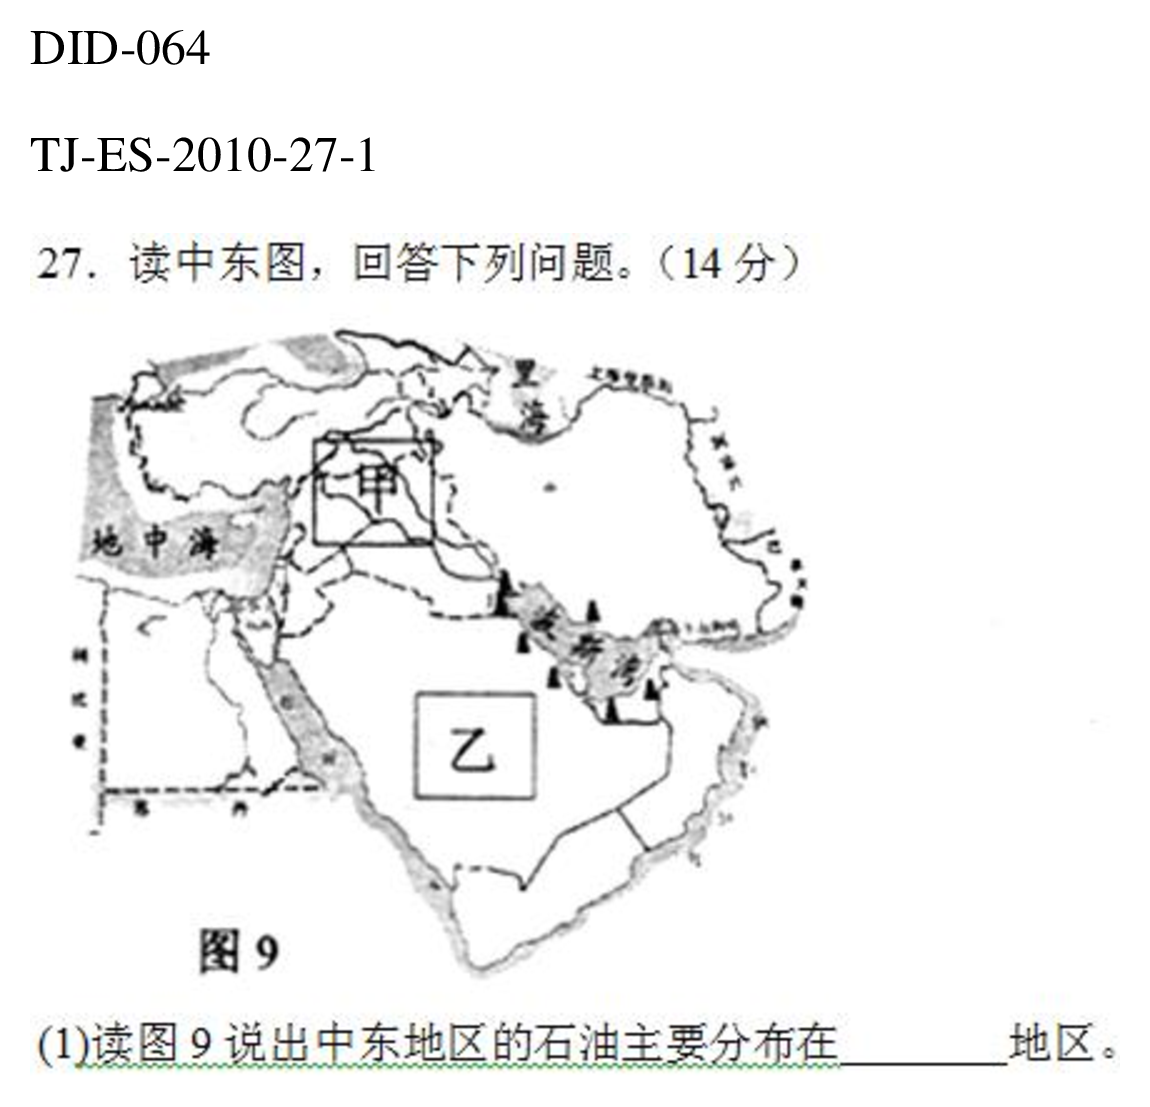 DID-064
TJ-ES-2010-27-1
27．读中东图，回答下列问题。（14 分）
里
海
甲
地 中 海
湾
乙
图 9
(1)读图 9 说出中东地区的石油主要分布在________地区。